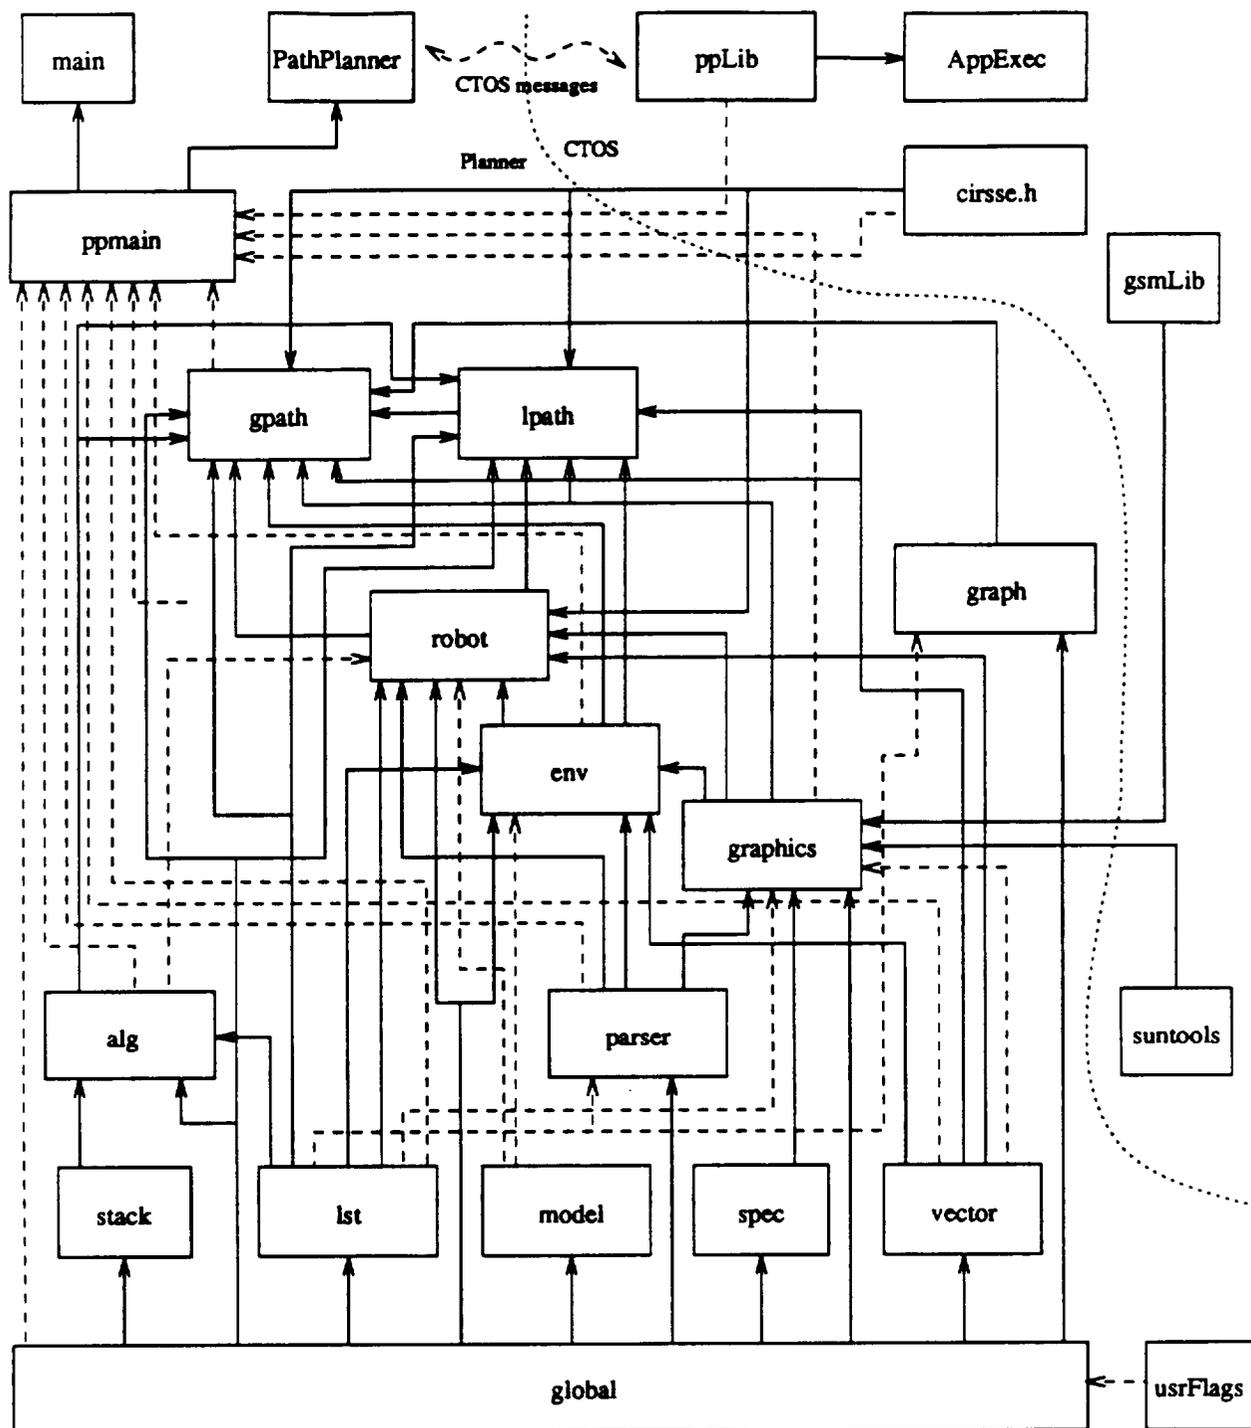 main
PathPlanner
ppLib
AppExec
CTOS messages
Planner
CTOS
cirsse.h
ppmain
gsmLib
gpath
lpath
graph
robot
env
graphics
alg
parser
suntools
stack
lst
model
spec
vector
global
usrFlags